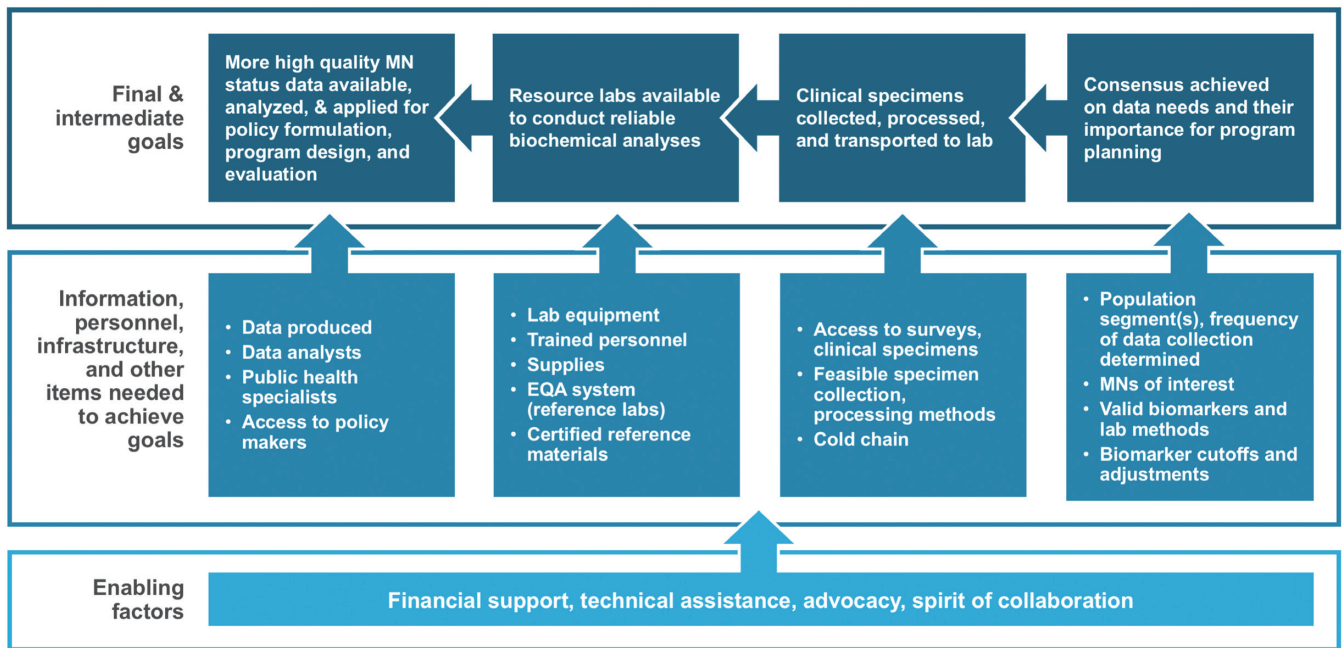 Final &
intermediate
goals
More high quality MN
status data available,
analyzed, & applied for
policy formulation,
program design, and
evaluation
Resource labs available
to conduct reliable
biochemical analyses
Clinical specimens
collected, processed,
and transported to lab
Consensus achieved
on data needs and their
importance for program
planning
Information,
personnel,
infrastructure,
and other
items needed
to achieve
goals
• Data produced
• Data analysts
• Public health
specialists
• Access to policy
makers
• Lab equipment
• Trained personnel
• Supplies
• EQA system
(reference labs)
• Certified reference
materials
• Access to surveys,
clinical specimens
• Feasible specimen
collection,
processing methods
• Cold chain
• Population
segment(s), frequency
of data collection
determined
• MNs of interest
• Valid biomarkers and
lab methods
• Biomarker cutoffs and
adjustments
Enabling
factors
Financial support, technical assistance, advocacy, spirit of collaboration